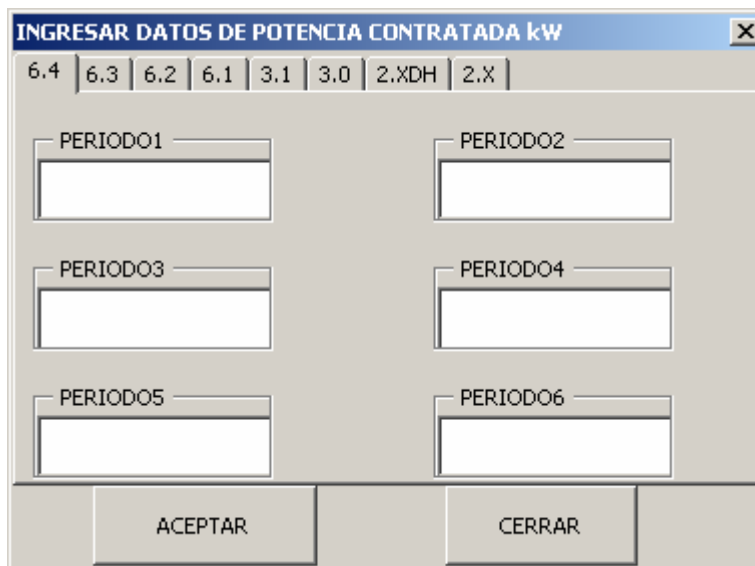 INGRESAR DATOS DE POTENCIA CONTRATADA kW
6.4 6.3 6.2 6.1 3.1 3.0 2.XDH 2.X
PERIODO1 PERIODO2
PERIODO3 PERIODO4
PERIODO5 PERIODO6
ACEPTAR CERRAR